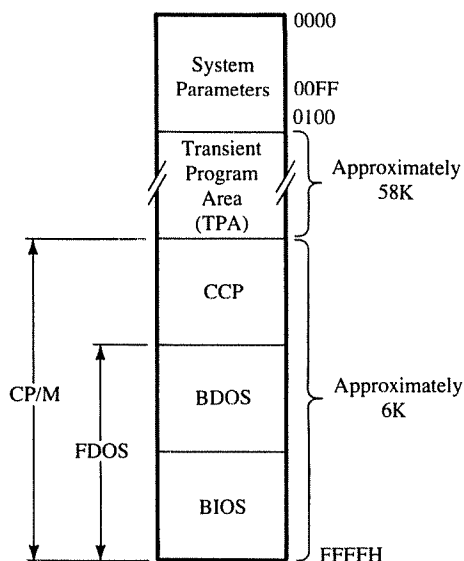 0000
System
Parameters
00FF
0100
Transient
Program
Area
(TPA)
Approximately
58K
CCP
CP/M
BDOS
Approximately
6K
FDOS
BIOS
FFFFH